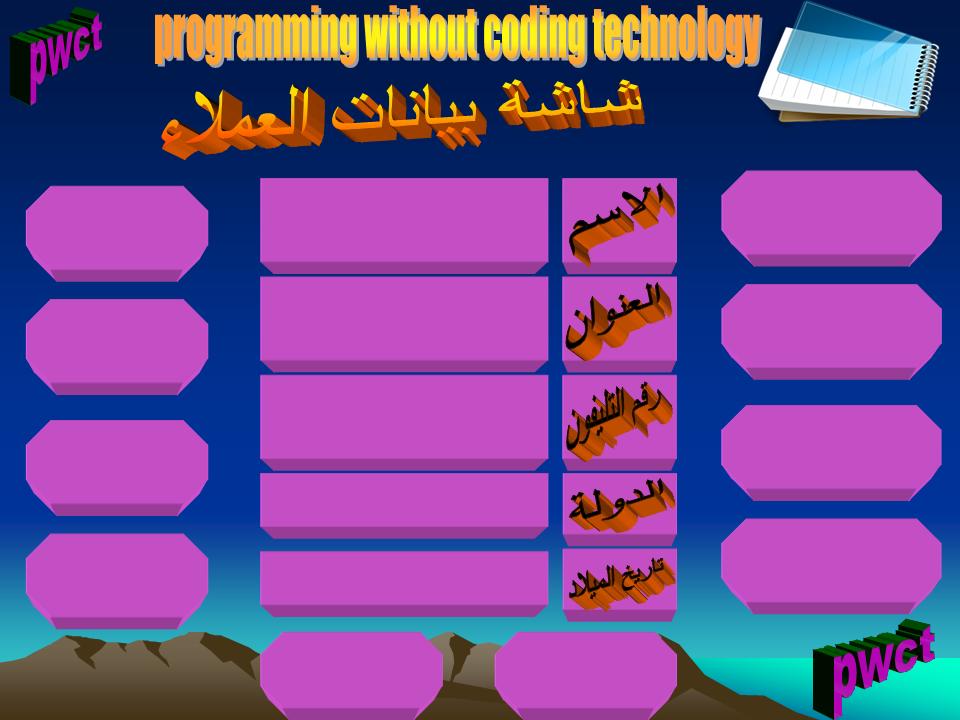 pwct
programming without coding technology
شاشة بيانات العملاء
الاسم
العنوان
رقم التليفون
الدولة
تاريخ الميلاد
pwct